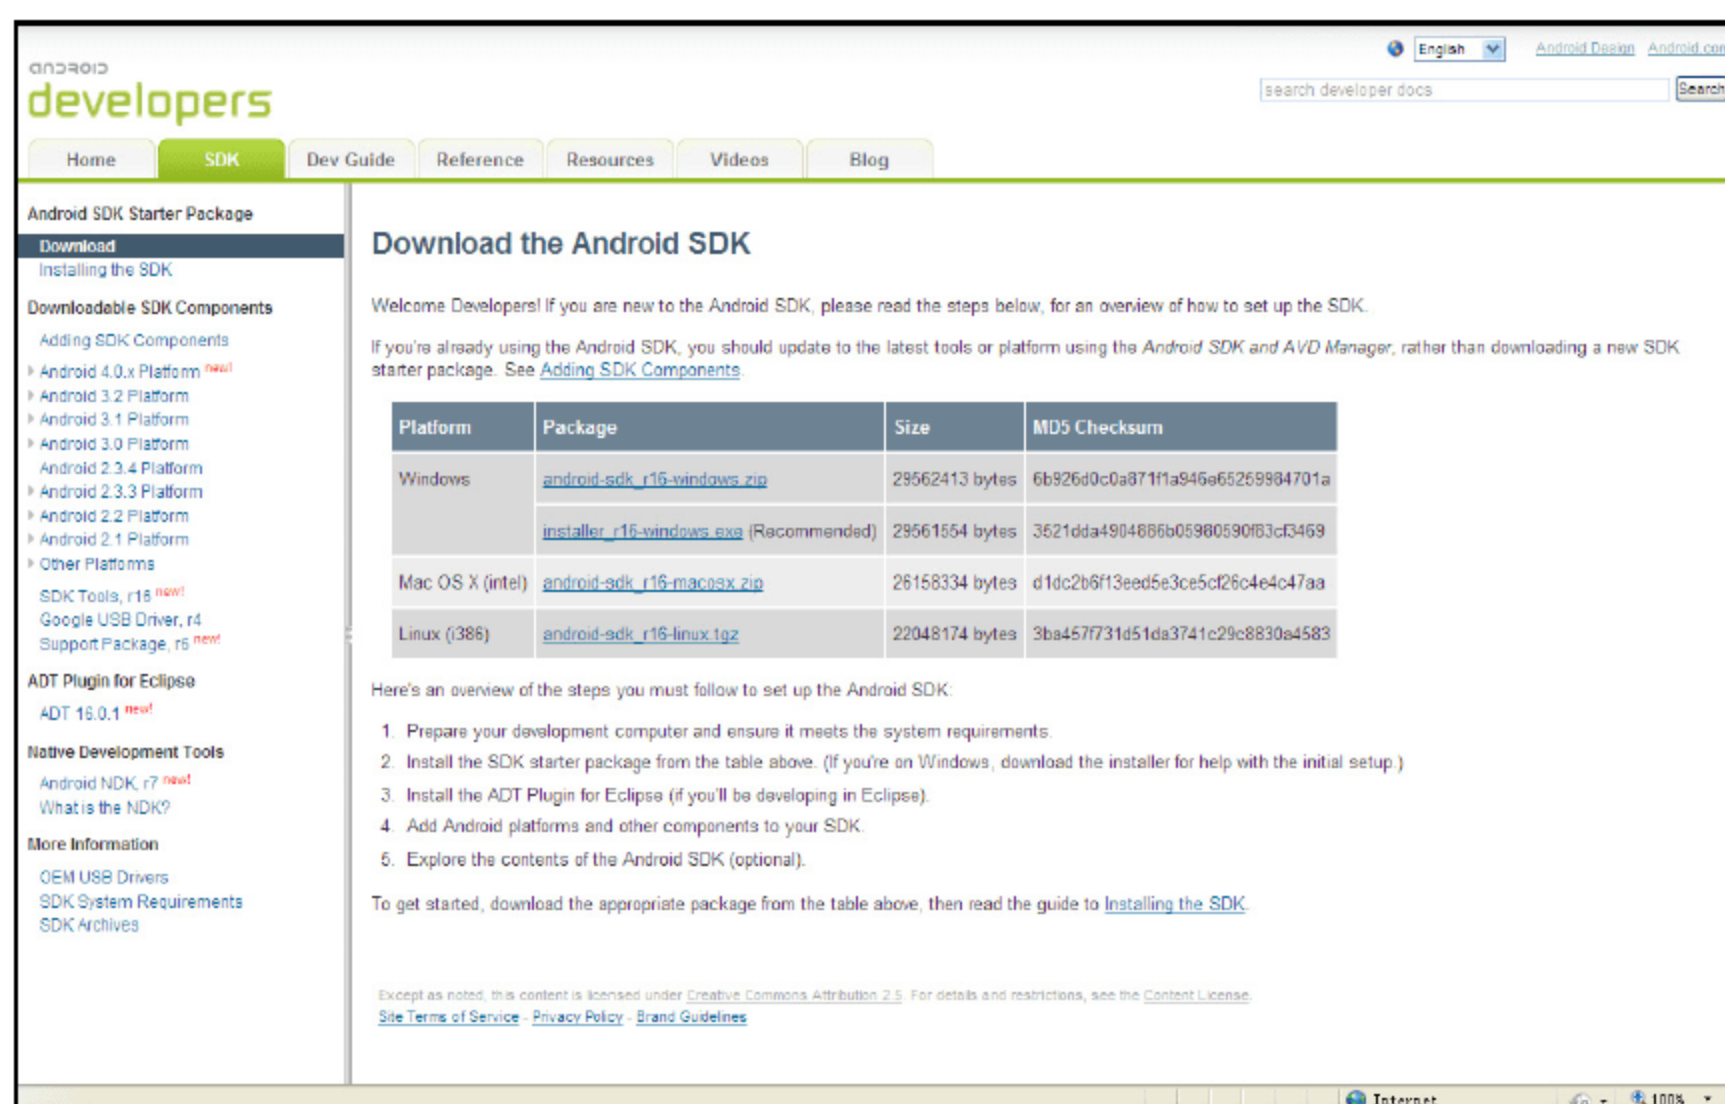 English Android Design Android.com
ANDROID
developers
search developer docs Search
Home SDK Dev Guide Reference Resources Videos Blog
Android SDK Starter Package
Download
Installing the SDK
Downloadable SDK Components
Adding SDK Components
Android 4.0.x Platform new!
Android 3.2 Platform
Android 3.1 Platform
Android 3.0 Platform
Android 2.3.4 Platform
Android 2.3.3 Platform
Android 2.2 Platform
Android 2.1 Platform
Other Platforms
SDK Tools, r16 new!
Google USB Driver, r4
Support Package, r6 new!
ADT Plugin for Eclipse
ADT 16.0.1 new!
Native Development Tools
Android NDK, r7 new!
What is the NDK?
More Information
OEM USB Drivers
SDK System Requirements
SDK Archives
Download the Android SDK
Welcome Developers! If you are new to the Android SDK, please read the steps below, for an overview of how to set up the SDK.
If you're already using the Android SDK, you should update to the latest tools or platform using the Android SDK and AVD Manager, rather than downloading a new SDK
starter package. See Adding SDK Components.
Platform Package Size MD5 Checksum
Windows android-sdk_r16-windows.zip 29562413 bytes 6b926d0c0a871f1a946e65259984701a
installer_r16-windows.exe (Recommended) 29561554 bytes 3521dda4904886b05980590f83cf3469
Mac OS X (intel) android-sdk_r16-macosx.zip 26158334 bytes d1dc2b6f13eed5e3ce5cf26c4e4c47aa
Linux (i386) android-sdk_r16-linux.tgz 22048174 bytes 3ba457f731d51da3741c29c8830a4583
Here's an overview of the steps you must follow to set up the Android SDK:
1. Prepare your development computer and ensure it meets the system requirements.
2. Install the SDK starter package from the table above. (If you're on Windows, download the installer for help with the initial setup.)
3. Install the ADT Plugin for Eclipse (if you'll be developing in Eclipse).
4. Add Android platforms and other components to your SDK.
5. Explore the contents of the Android SDK (optional).
To get started, download the appropriate package from the table above, then read the guide to Installing the SDK.
Except as noted, this content is licensed under Creative Commons Attribution 2.5. For details and restrictions, see the Content License.
Site Terms of Service - Privacy Policy - Brand Guidelines
Internet 100%